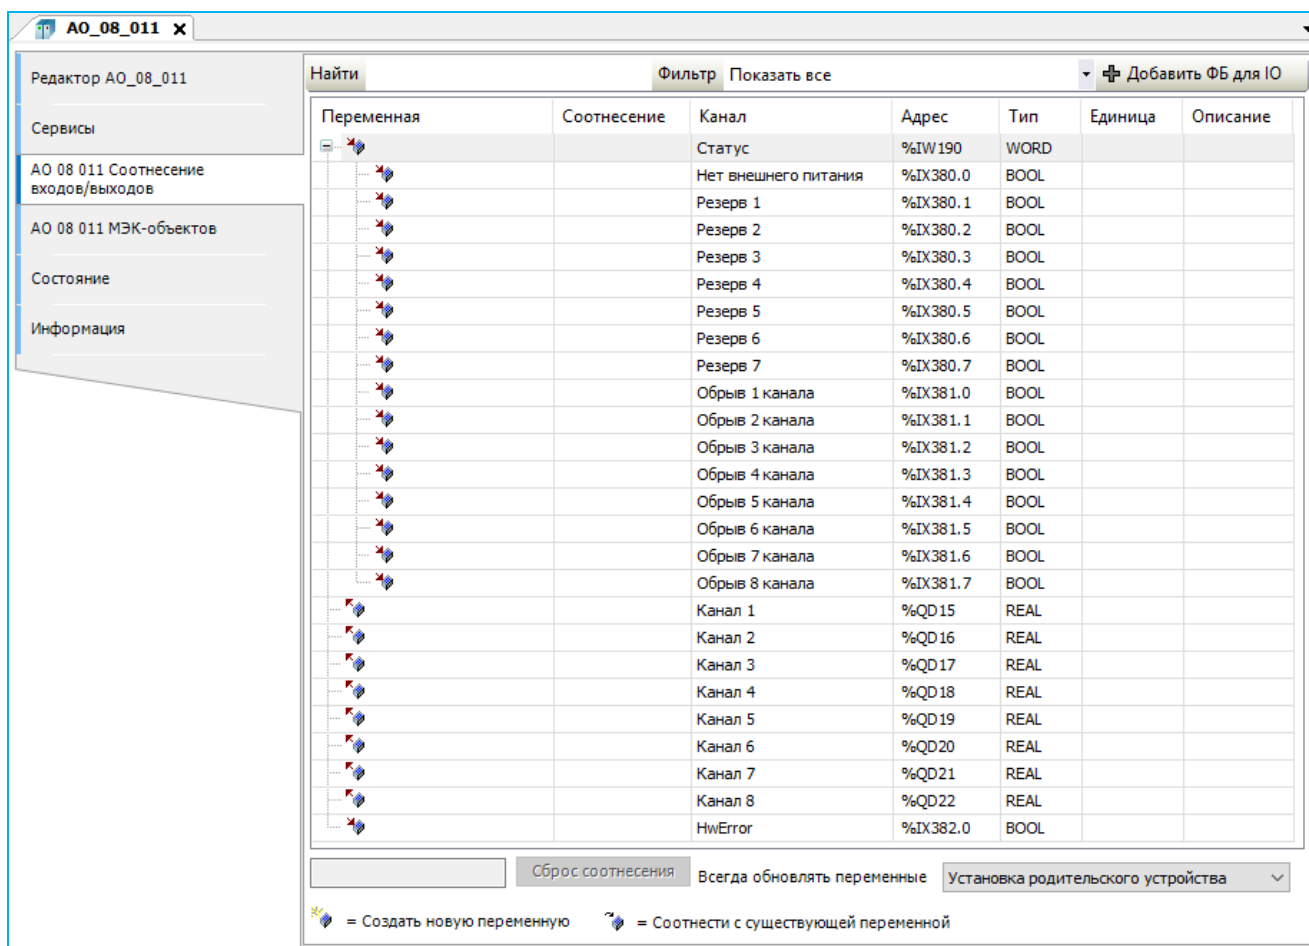 AO_08_011
Редактор AO_08_011
Сервисы
АО 08 011 Соотнесение
входов/выходов
АО 08 011 МЭК-объектов
Состояние
Информация
Найти Фильтр Показать все Добавить ФБ для IO
Переменная Соотнесение Канал Адрес Тип Единица Описание
Статус %IW190 WORD
Нет внешнего питания %IX380.0 BOOL
Резерв 1 %IX380.1 BOOL
Резерв 2 %IX380.2 BOOL
Резерв 3 %IX380.3 BOOL
Резерв 4 %IX380.4 BOOL
Резерв 5 %IX380.5 BOOL
Резерв 6 %IX380.6 BOOL
Резерв 7 %IX380.7 BOOL
Обрыв 1 канала %IX381.0 BOOL
Обрыв 2 канала %IX381.1 BOOL
Обрыв 3 канала %IX381.2 BOOL
Обрыв 4 канала %IX381.3 BOOL
Обрыв 5 канала %IX381.4 BOOL
Обрыв 6 канала %IX381.5 BOOL
Обрыв 7 канала %IX381.6 BOOL
Обрыв 8 канала %IX381.7 BOOL
Канал 1 %QD15 REAL
Канал 2 %QD16 REAL
Канал 3 %QD17 REAL
Канал 4 %QD18 REAL
Канал 5 %QD19 REAL
Канал 6 %QD20 REAL
Канал 7 %QD21 REAL
Канал 8 %QD22 REAL
HwError %IX382.0 BOOL
Сброс соотнесения Всегда обновлять переменные Установка родительского устройства
= Создать новую переменную = Соотнести с существующей переменной